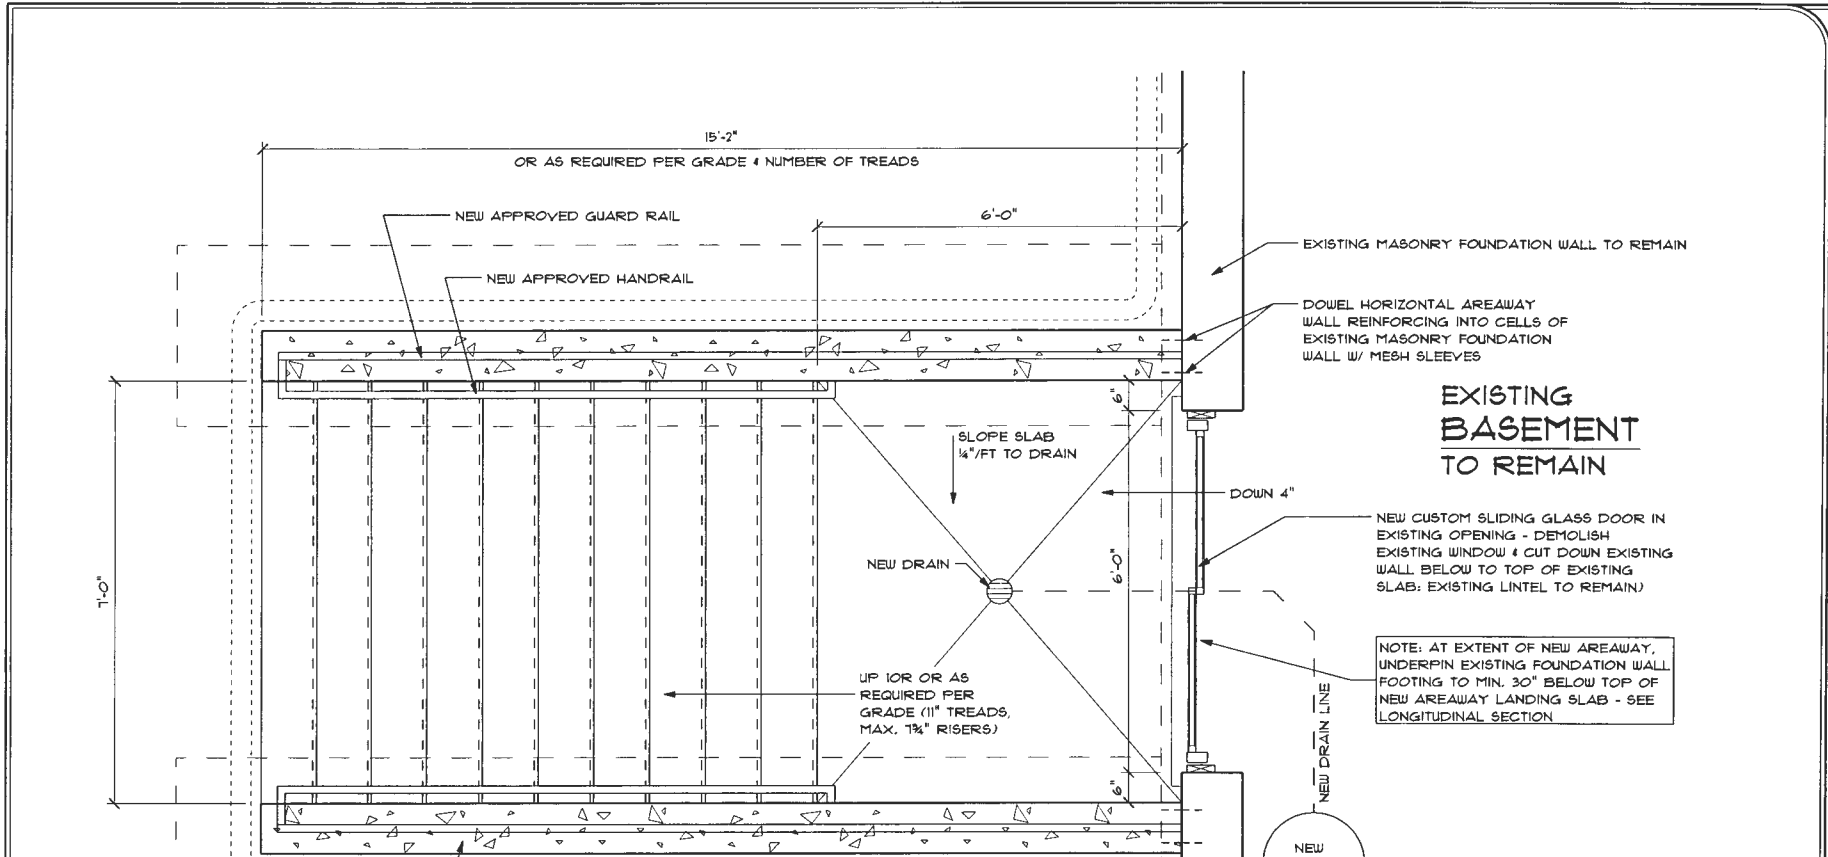 15'-2"
OR AS REQUIRED PER GRADE & NUMBER OF TREADS
NEW APPROVED GUARD RAIL
6'-0"
NEW APPROVED HANDRAIL
EXISTING MASONRY FOUNDATION WALL TO REMAIN
DOWEL HORIZONTAL AREAWAY
WALL REINFORCING INTO CELLS OF
EXISTING MASONRY FOUNDATION
WALL W/ MESH SLEEVES
EXISTING
BASEMENT
TO REMAIN
6"
SLOPE SLAB
¼"/FT TO DRAIN
DOWN 4"
NEW CUSTOM SLIDING GLASS DOOR IN
EXISTING OPENING - DEMOLISH
EXISTING WINDOW & CUT DOWN EXISTING
WALL BELOW TO TOP OF EXISTING
SLAB; EXISTING LINTEL TO REMAIN)
NEW DRAIN
6'-0"
7'-0"
NOTE: AT EXTENT OF NEW AREAWAY,
UNDERPIN EXISTING FOUNDATION WALL
FOOTING TO MIN. 30" BELOW TOP OF
NEW AREAWAY LANDING SLAB - SEE
LONGITUDINAL SECTION
UP 10R OR AS
REQUIRED PER
GRADE (11" TREADS,
MAX. 7¾" RISERS)
NEW DRAIN LINE
6"
NEW